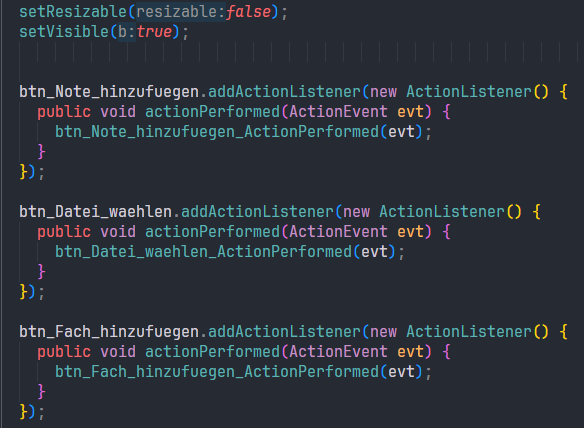 setResizable(resizable:false);
setVisible(b:true);
btn_Note_hinzufuegen.addActionListener(new ActionListener() {
public void actionPerformed(ActionEvent evt) {
btn_Note_hinzufuegen_ActionPerformed(evt);
}
});
btn_Datei_waehlen.addActionListener(new ActionListener() {
public void actionPerformed(ActionEvent evt) {
btn_Datei_waehlen_ActionPerformed(evt);
}
});
btn_Fach_hinzufuegen.addActionListener(new ActionListener() {
public void actionPerformed(ActionEvent evt) {
btn_Fach_hinzufuegen_ActionPerformed(evt);
}
});